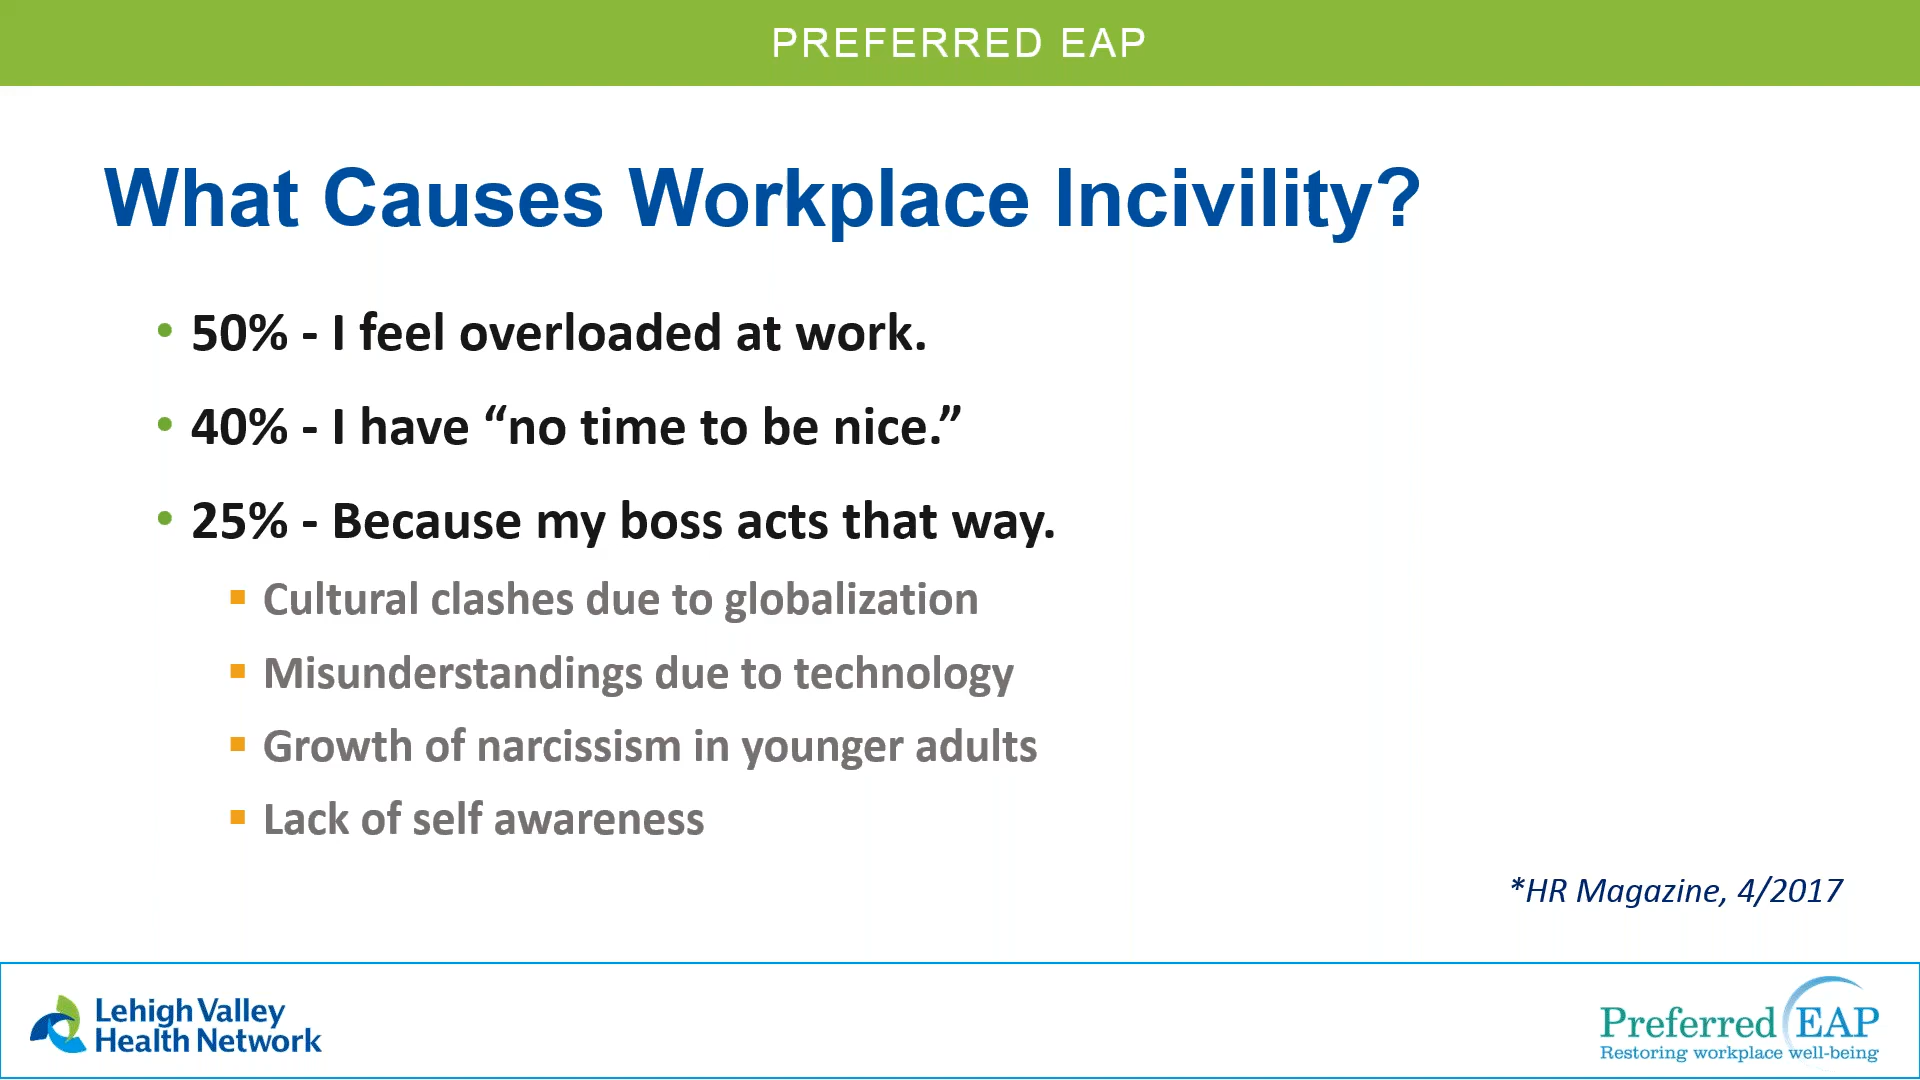 PREFERRED EAP
What Causes Workplace Incivility?
• 50% - I feel overloaded at work.
• 40% - I have “no time to be nice.”
• 25% - Because my boss acts that way.
▪ Cultural clashes due to globalization
▪ Misunderstandings due to technology
▪ Growth of narcissism in younger adults
▪ Lack of self awareness
*HR Magazine, 4/2017
Lehigh Valley
Health Network
Preferred EAP
Restoring workplace well-being